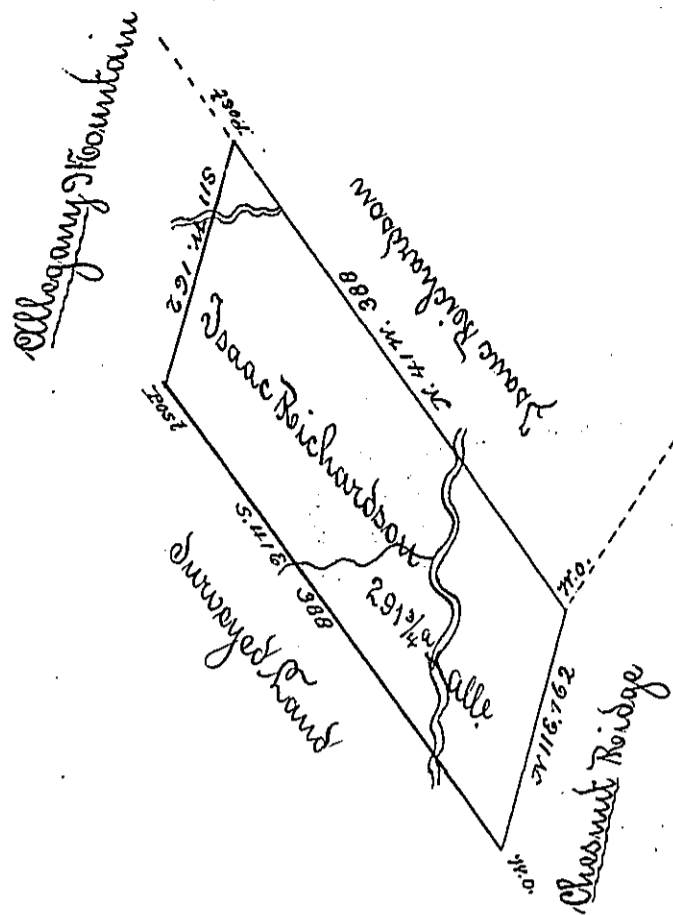 Allegany Mountain
Post
S11 W. 162
Post
Isaac Richardson
N. 41 W. 388
Isaac Richardson
S. 41 E 388
Surveyed Land
291 3/4 a
Alle.
W.O.
N 11 E. 162
W.O.
Chesnut Ridge